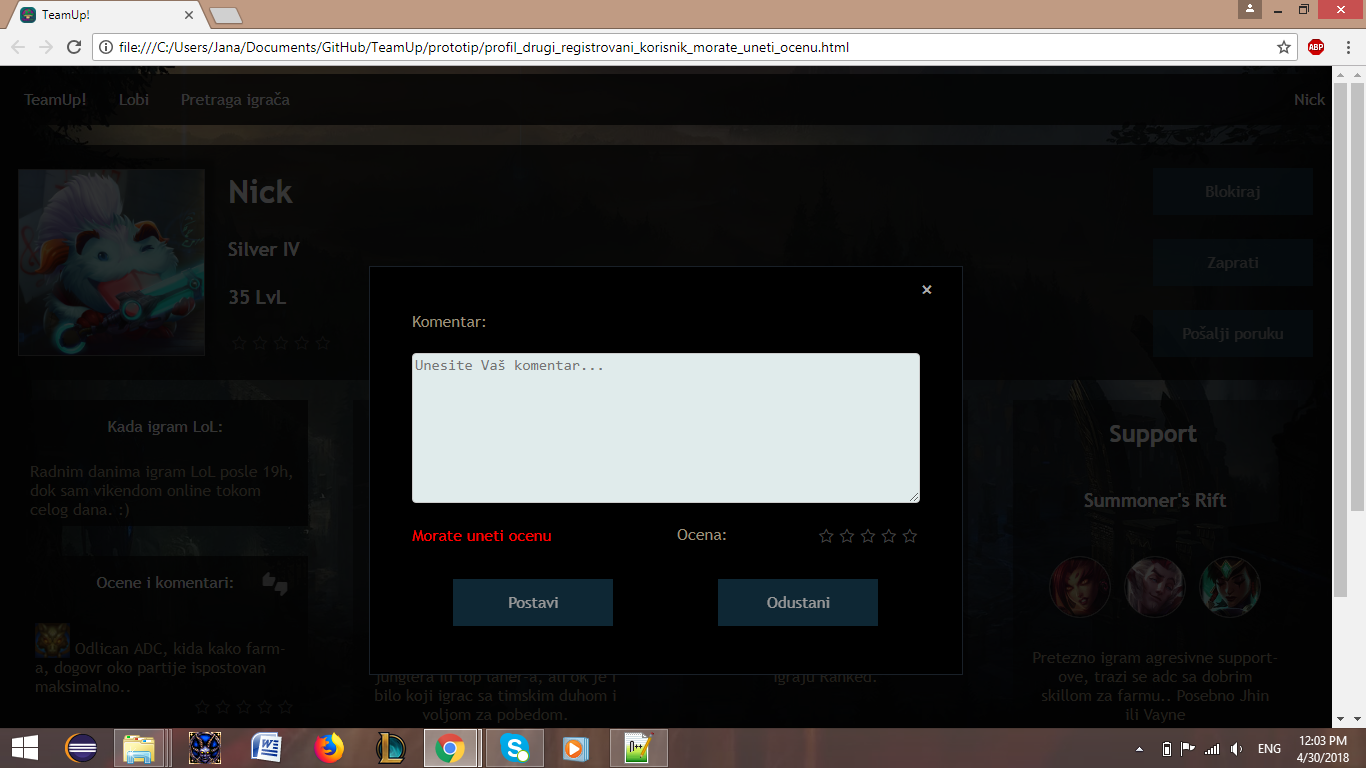 TeamUp!
file:///C:/Users/Jana/Documents/GitHub/TeamUp/prototip/profil_drugi_registrovani_korisnik_morate_uneti_ocenu.html
ABP
TeamUp! Lobi Pretraga igrača Nick
Nick
Silver IV
35 LvL
Blokiraj
Zaprati
Pošalji poruku
×
Komentar:
Unesite Vaš komentar...
Morate uneti ocenu
Ocena:
Postavi
Odustani
Kada igram LoL:
Radnim danima igram LoL posle 19h,
dok sam vikendom online tokom
celog dana. :)
Ocene i komentari:
Odlican ADC, kida kako farm-
a, dogovr oko partije ispostovan
maksimalno..
junglera ili top laner-a, ali ok je i
bilo koji igrac sa timskim duhom i
voljom za pobedom.
igraju Ranked.
Support
Summoner's Rift
Pretezno igram agresivne support-
ove, trazi se adc sa dobrim
skillom za farmu.. Posebno Jhin
ili Vayne
ENG
12:03 PM
4/30/2018